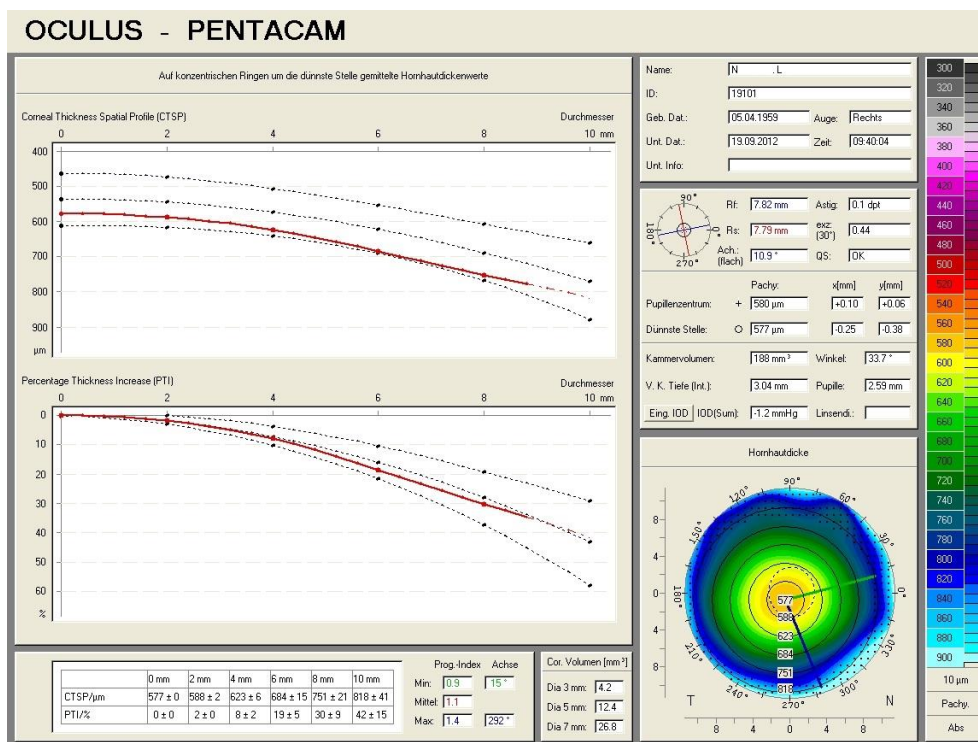 OCULUS - PENTACAM
Auf konzentrischen Ringen um die dünnste Stelle gemittelte Hornhautdickenwerte
Corneal Thickness Spatial Profile (CTSP)
Durchmesser
0 2 4 6 8 10 mm
400
500
600
700
800
900
µm
Percentage Thickness Increase (PTI)
Durchmesser
0 2 4 6 8 10 mm
0
10
20
30
40
50
60
%
0 mm 2 mm 4 mm 6 mm 8 mm 10 mm
CTSP/µm 577 ± 0 588 ± 2 623 ± 6 684 ± 15 751 ± 21 818 ± 41
PTI/% 0 ± 0 2 ± 0 8 ± 2 19 ± 5 30 ± 9 42 ± 15
Prog.-Index Achse
Min: 0.9 15 °
Mittel: 1.1
Max: 1.4 292 °
Cor. Volumen [mm³]
Dia 3 mm: 4.2
Dia 5 mm: 12.4
Dia 7 mm: 26.8
Name: N . L
ID: 19101
Geb. Dat.: 05.04.1959 Auge: Rechts
Unt. Dat.: 19.09.2012 Zeit: 09:40:04
Unt. Info:
90°
180°
0°
270°
Rf: 7.82 mm Astig: 0.1 dpt
Rs: 7.79 mm exz: (30°) 0.44
Ach.: (flach) 10.9 ° QS: OK
Pachy: x[mm] y[mm]
Pupillenzentrum: + 580 µm +0.10 +0.06
Dünnste Stelle: O 577 µm -0.25 -0.38
Kammervolumen: 188 mm³ Winkel: 33.7 °
V. K. Tiefe (Int.): 3.04 mm Pupille: 2.59 mm
Eing. IOD IOD(Sum): -1.2 mmHg Linsendi.:
Hornhautdicke
90°
120°
60°
150°
30°
180°
0°
210°
330°
240°
300°
270°
8
4
0
4
8
577
588
623
684
751
818
T N
8 4 0 4 8
300
320
340
360
380
400
420
440
460
480
500
520
540
560
580
600
620
640
660
680
700
720
740
760
780
800
820
840
860
880
900
10 µm
Pachy.
Abs